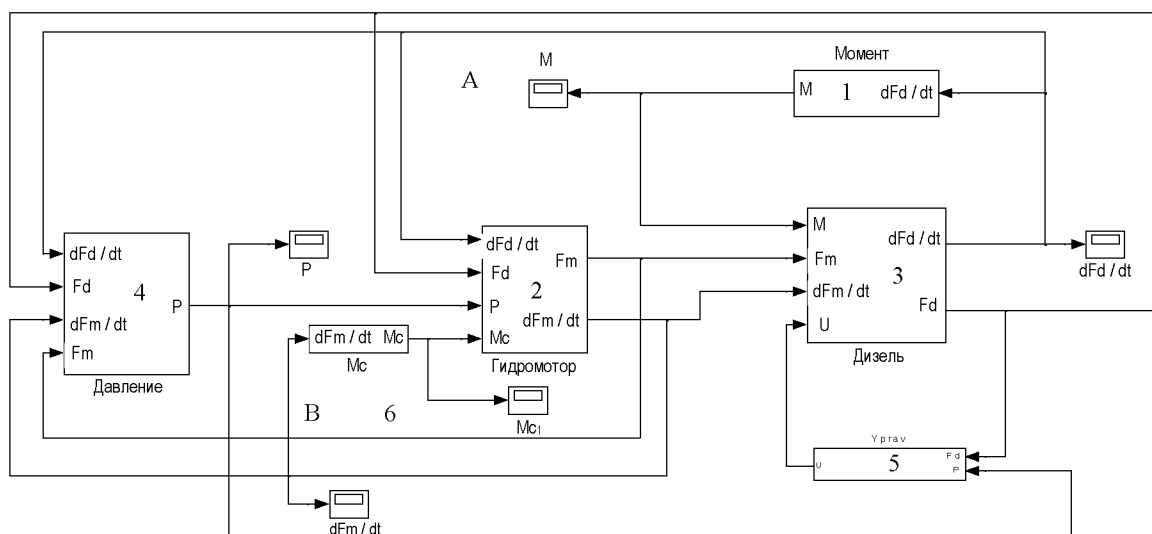 Момент
M
A
M 1 dFd / dt
M
dFd / dt
dFd / dt
dFd / dt
Fm
Fm
Fd
P
Fd
dFd / dt
4
P
2
dFm / dt
3
dFm / dt
P
dFm / dt
Fd
Fm
dFm / dt Mc
Mc
U
Mc
Гидромотор
Дизель
Давление
B
6
Mc1
Yprav
U 5 Fd
P
dFm / dt